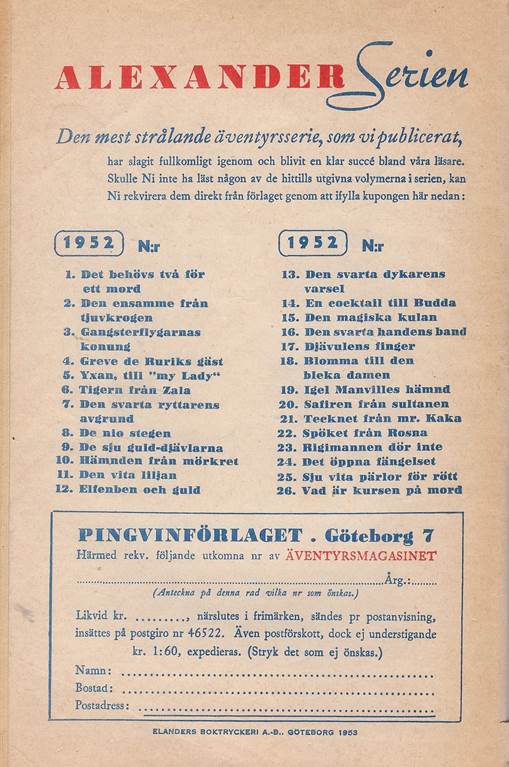 ALEXANDER Serien
Den mest strålande äventyrsserie, som vi publicerat,
har slagit fullkomligt igenom och blivit en klar succé bland våra läsare.
Skulle Ni inte ha läst någon av de hittills utgivna volymerna i serien, kan
Ni rekvirera dem direkt från förlaget genom att ifylla kupongen här nedan:
1952 N:r
1. Det behövs två för
ett mord
2. Den ensamme från
tjuvkrogen
3. Gangsterflygarnas
konung
4. Greve de Ruriks gäst
5. Yxan, till "my Lady"
6. Tigern från Zala
7. Den svarta ryttarens
avgrund
8. De nio stegen
9. De sju guld-djävlarna
10. Hämnden från mörkret
11. Den vita liljan
12. Elfenben och guld
1952 N:r
13. Den svarta dykarens
varsel
14. En cocktail till Budda
15. Den magiska kulan
16. Den svarta handens band
17. Djävulens finger
18. Blomma till den
bleka damen
19. Igel Manvilles hämnd
20. Safiren från sultanen
21. Tecknet från mr. Kaka
22. Spöket från Rosna
23. Rigimannen dör inte
24. Det öppna fängelset
25. Sju vita pärlor för rött
26. Vad är kursen på mord
PINGVINFÖRLAGET . Göteborg 7
Härmed rekv. följande utkomna nr av ÄVENTYRSMAGASINET
Årg.:........
(Anteckna på denna rad vilka nr som önskas.)
Likvid kr. .........., närslutes i frimärken, sändes pr postanvisning,
insättes på postgiro nr 46522. Även postförskott, dock ej understigande
kr. 1:60, expedieras. (Stryk det som ej önskas.)
Namn: ..........
Bostad: ..........
Postadress: ..........
ELANDERS BOKTRYCKERI A.-B., GÖTEBORG 1953